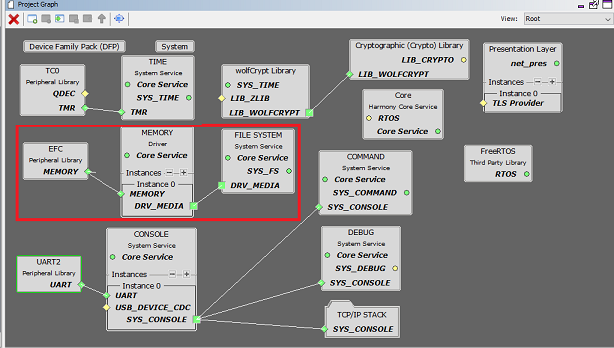 Project Graph
View: Root
Device Family Pack (DFP)
System
TC0
Peripheral Library
QDEC
TMR
TIME
System Service
Core Service
SYS_TIME
TMR
wolfCrypt Library
SYS_TIME
LIB_ZLIB
LIB_WOLFCRYPT
Cryptographic (Crypto) Library
LIB_CRYPTO
LIB_WOLFCRYPT
Core
Harmony Core Service
RTOS
Core Service
Presentation Layer
net_pres
Instances
Instance 0
TLS Provider
EFC
Peripheral Library
MEMORY
MEMORY
Driver
Core Service
Instances
Instance 0
MEMORY
DRV_MEDIA
FILE SYSTEM
System Service
Core Service
SYS_FS
DRV_MEDIA
COMMAND
System Service
Core Service
SYS_COMMAND
SYS_CONSOLE
FreeRTOS
Third Party Library
RTOS
UART2
Peripheral Library
UART
CONSOLE
System Service
Core Service
Instances
Instance 0
UART
USB_DEVICE_CDC
SYS_CONSOLE
DEBUG
System Service
Core Service
SYS_DEBUG
SYS_CONSOLE
TCP/IP STACK
SYS_CONSOLE